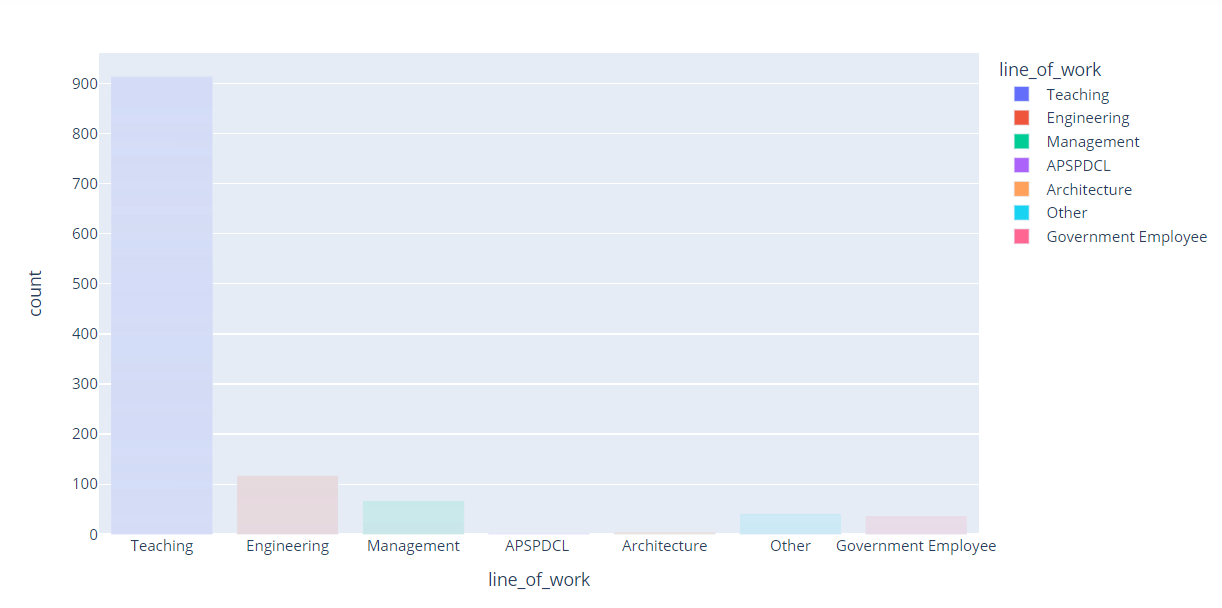 900
800
700
600
500
400
300
200
100
0
count
Teaching
Engineering
Management
APSPDCL
Architecture
Other
Government Employee
line_of_work
line_of_work
Teaching
Engineering
Management
APSPDCL
Architecture
Other
Government Employee